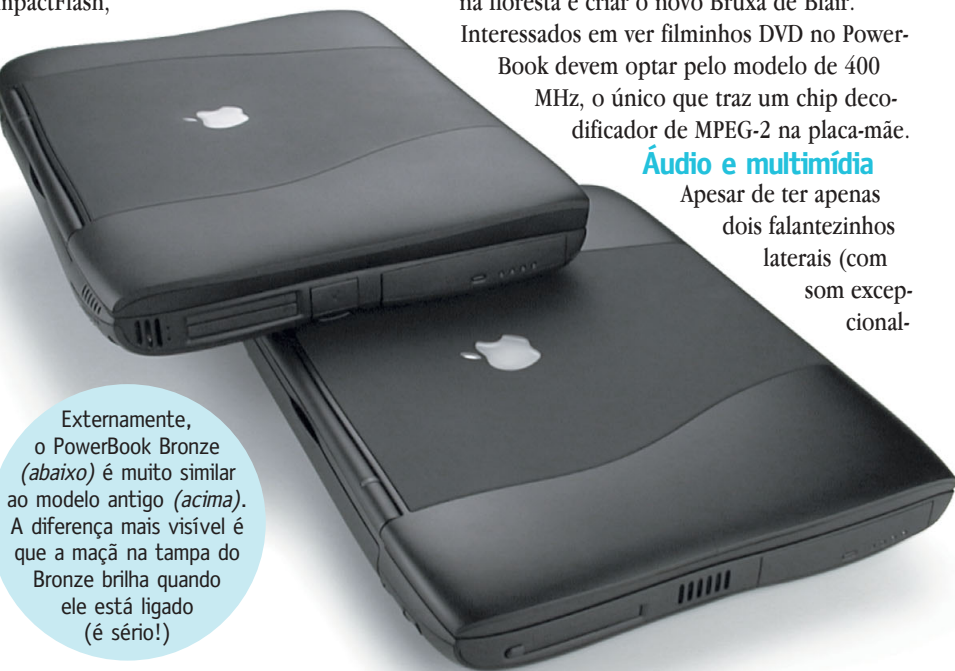 mpactFlash,
na floresta e criar o novo Bruxa de Blair.
Interessados em ver filminhos DVD no Power-
Book devem optar pelo modelo de 400
MHz, o único que traz um chip deco-
dificador de MPEG-2 na placa-mãe.
Áudio e multimídia
Apesar de ter apenas
dois falantezinhos
laterais (com
som excep-
cional-
Externamente,
o PowerBook Bronze
(abaixo) é muito similar
ao modelo antigo (acima).
A diferença mais visível é
que a maçã na tampa do
Bronze brilha quando
ele está ligado
(é sério!)